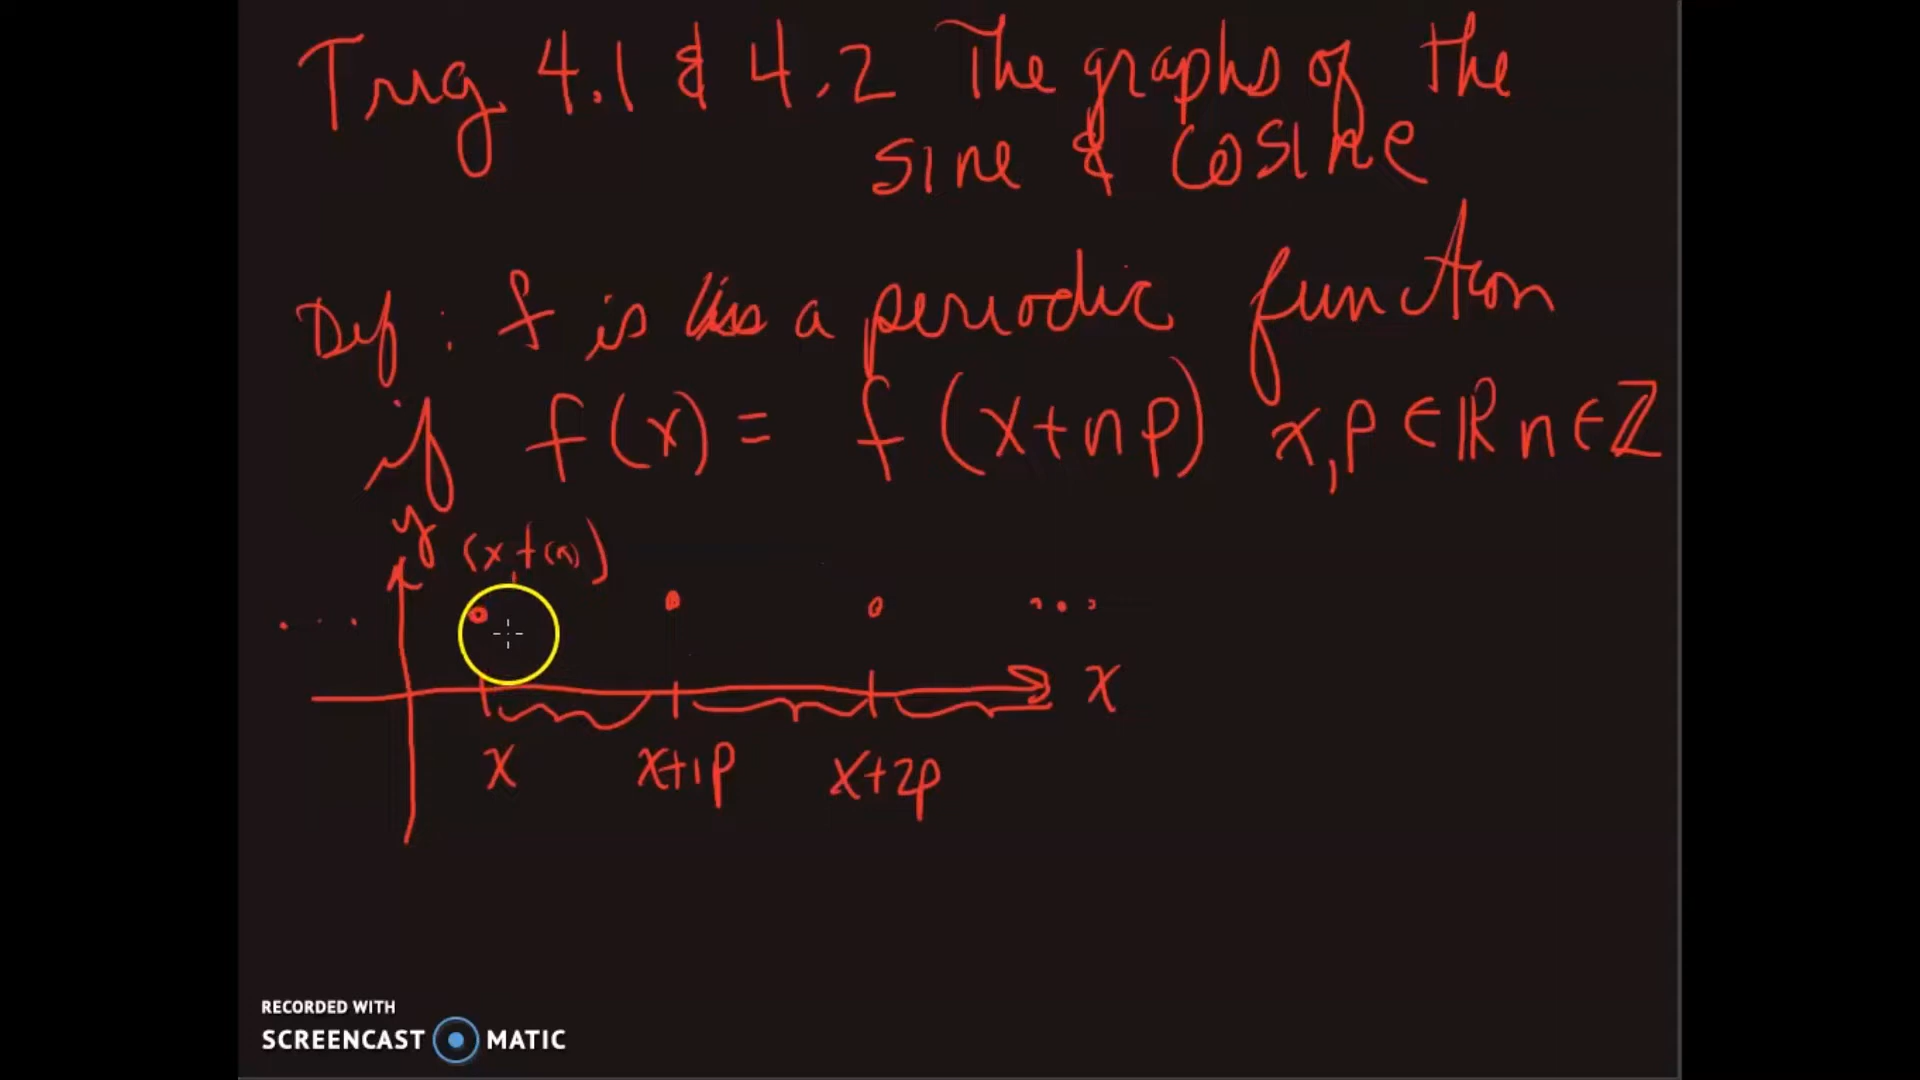 Trig 4.1 & 4.2 The graphs of the
sine & cosine
Def: f is a periodic function
if f(x) = f(x+np) x,p ∈ ℝ n ∈ ℤ
y
(x,f(x))
... ...
x
x x+1p x+2p
RECORDED WITH
SCREENCAST MATIC